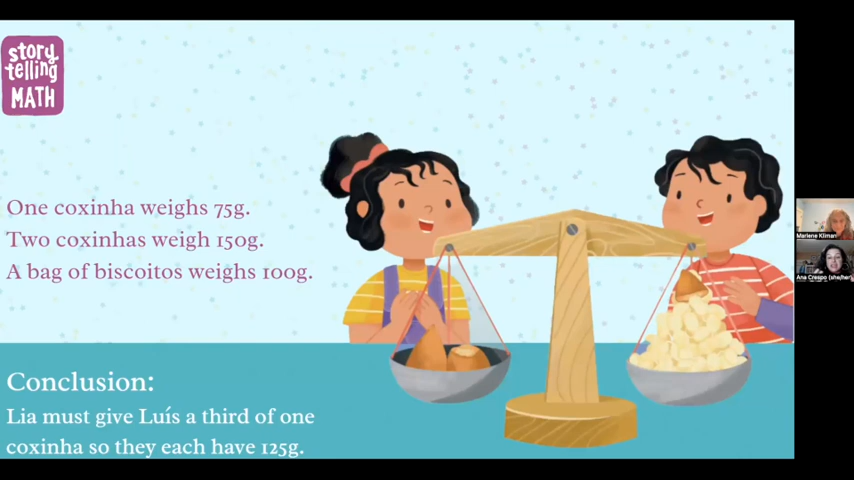 story
telling
MATH
One coxinha weighs 75g.
Two coxinhas weigh 150g.
A bag of biscoitos weighs 100g.
Conclusion:
Lia must give Luís a third of one
coxinha so they each have 125g.
Marlene Kliman
Ana Crespo (she/her)